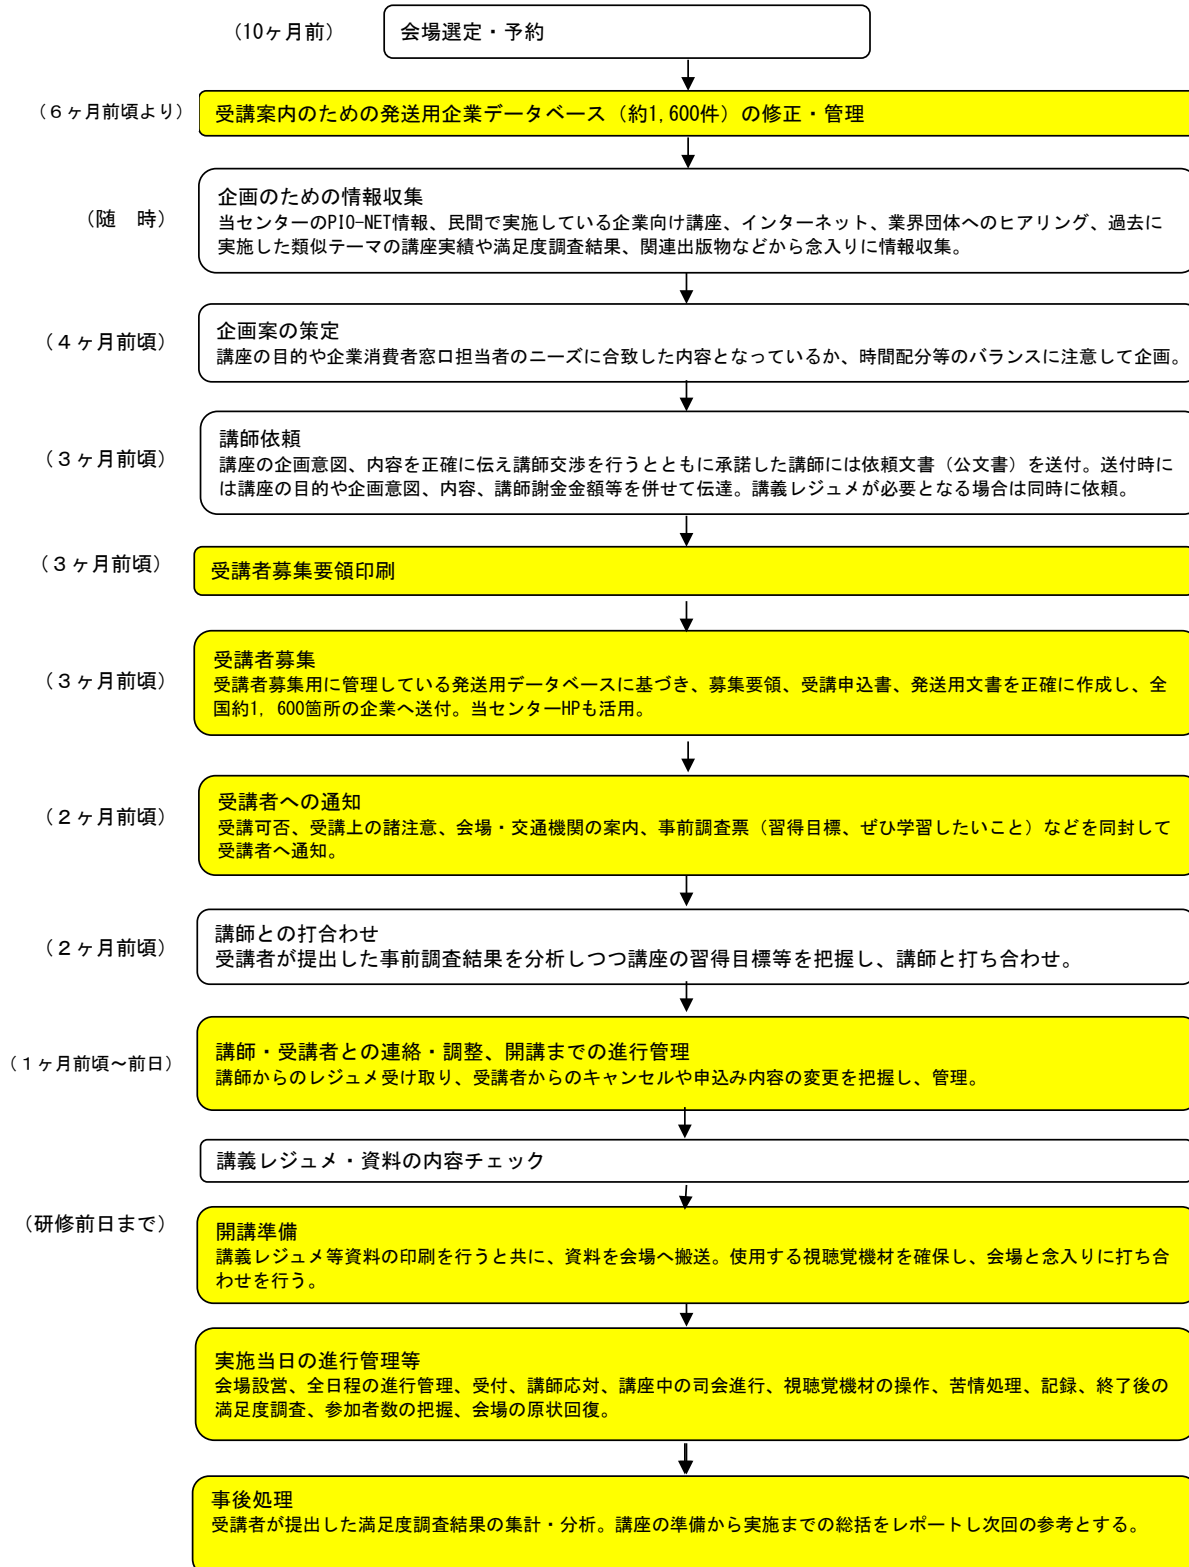 （10ヶ月前）
会場選定・予約
（６ヶ月前頃より）
受講案内のための発送用企業データベース（約1,600件）の修正・管理
（随　時）
企画のための情報収集
当センターのPIO-NET情報、民間で実施している企業向け講座、インターネット、業界団体へのヒアリング、過去に
実施した類似テーマの講座実績や満足度調査結果、関連出版物などから念入りに情報収集。
（４ヶ月前頃）
企画案の策定
講座の目的や企業消費者窓口担当者のニーズに合致した内容となっているか、時間配分等のバランスに注意して企画。
（３ヶ月前頃）
講師依頼
講座の企画意図、内容を正確に伝え講師交渉を行うとともに承諾した講師には依頼文書（公文書）を送付。送付時に
は講座の目的や企画意図、内容、講師謝金金額等を併せて伝達。講義レジュメが必要となる場合は同時に依頼。
（３ヶ月前頃）
受講者募集要領印刷
（３ヶ月前頃）
受講者募集
受講者募集用に管理している発送用データベースに基づき、募集要領、受講申込書、発送用文書を正確に作成し、全
国約1, 600箇所の企業へ送付。当センターHPも活用。
（２ヶ月前頃）
受講者への通知
受講可否、受講上の諸注意、会場・交通機関の案内、事前調査票（習得目標、ぜひ学習したいこと）などを同封して
受講者へ通知。
（２ヶ月前頃）
講師との打合わせ
受講者が提出した事前調査結果を分析しつつ講座の習得目標等を把握し、講師と打ち合わせ。
（１ヶ月前頃～前日）
講師・受講者との連絡・調整、開講までの進行管理
講師からのレジュメ受け取り、受講者からのキャンセルや申込み内容の変更を把握し、管理。
講義レジュメ・資料の内容チェック
（研修前日まで）
開講準備
講義レジュメ等資料の印刷を行うと共に、資料を会場へ搬送。使用する視聴覚機材を確保し、会場と念入りに打ち合
わせを行う。
実施当日の進行管理等
会場設営、全日程の進行管理、受付、講師応対、講座中の司会進行、視聴覚機材の操作、苦情処理、記録、終了後の
満足度調査、参加者数の把握、会場の原状回復。
事後処理
受講者が提出した満足度調査結果の集計・分析。講座の準備から実施までの総括をレポートし次回の参考とする。